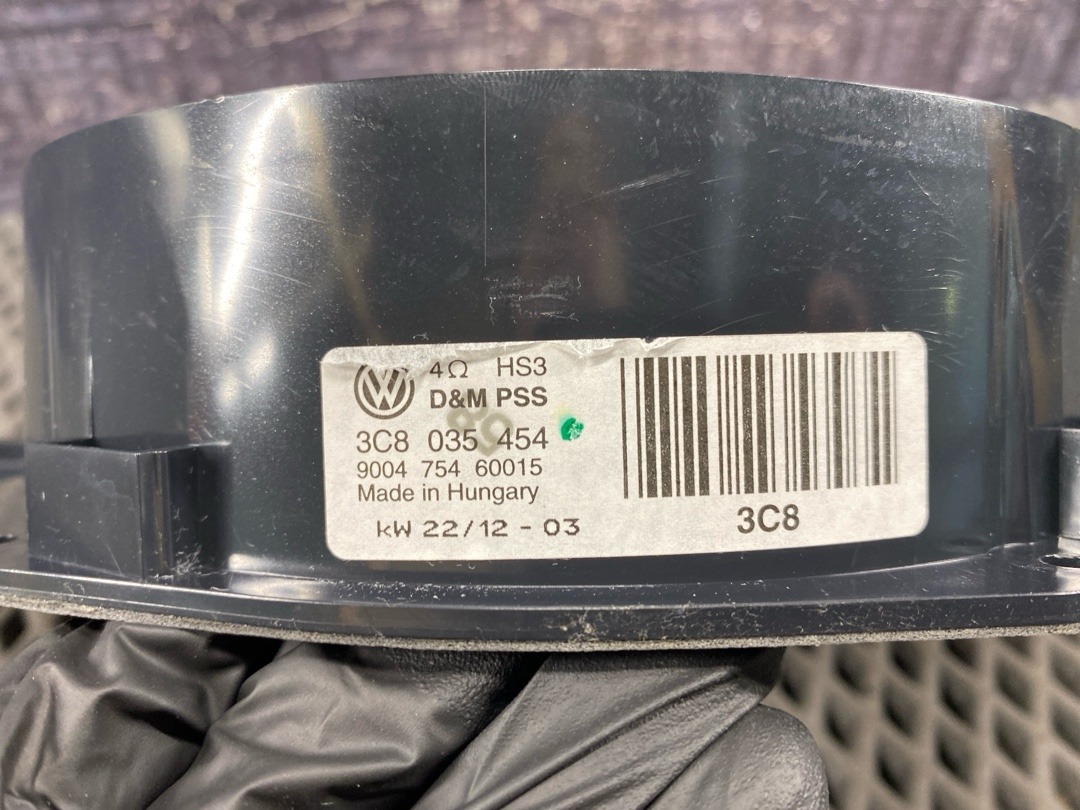 4Ω HS3
D&M PSS
3C8 035 454
9004 754 60015
Made in Hungary
kW 22/12 - 03
3C8